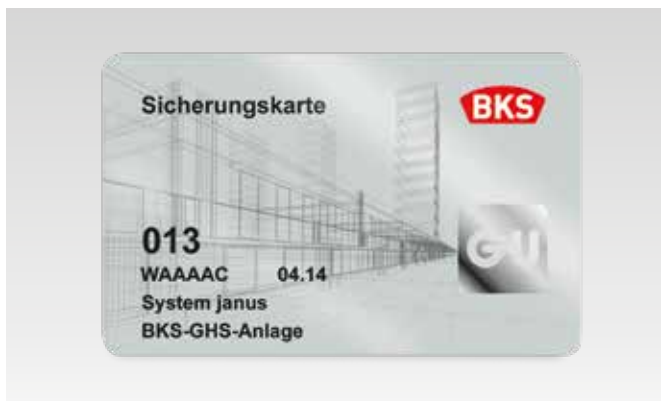 Sicherungskarte
BKS
GU
013
WAAAAC 04.14
System janus
BKS-GHS-Anlage